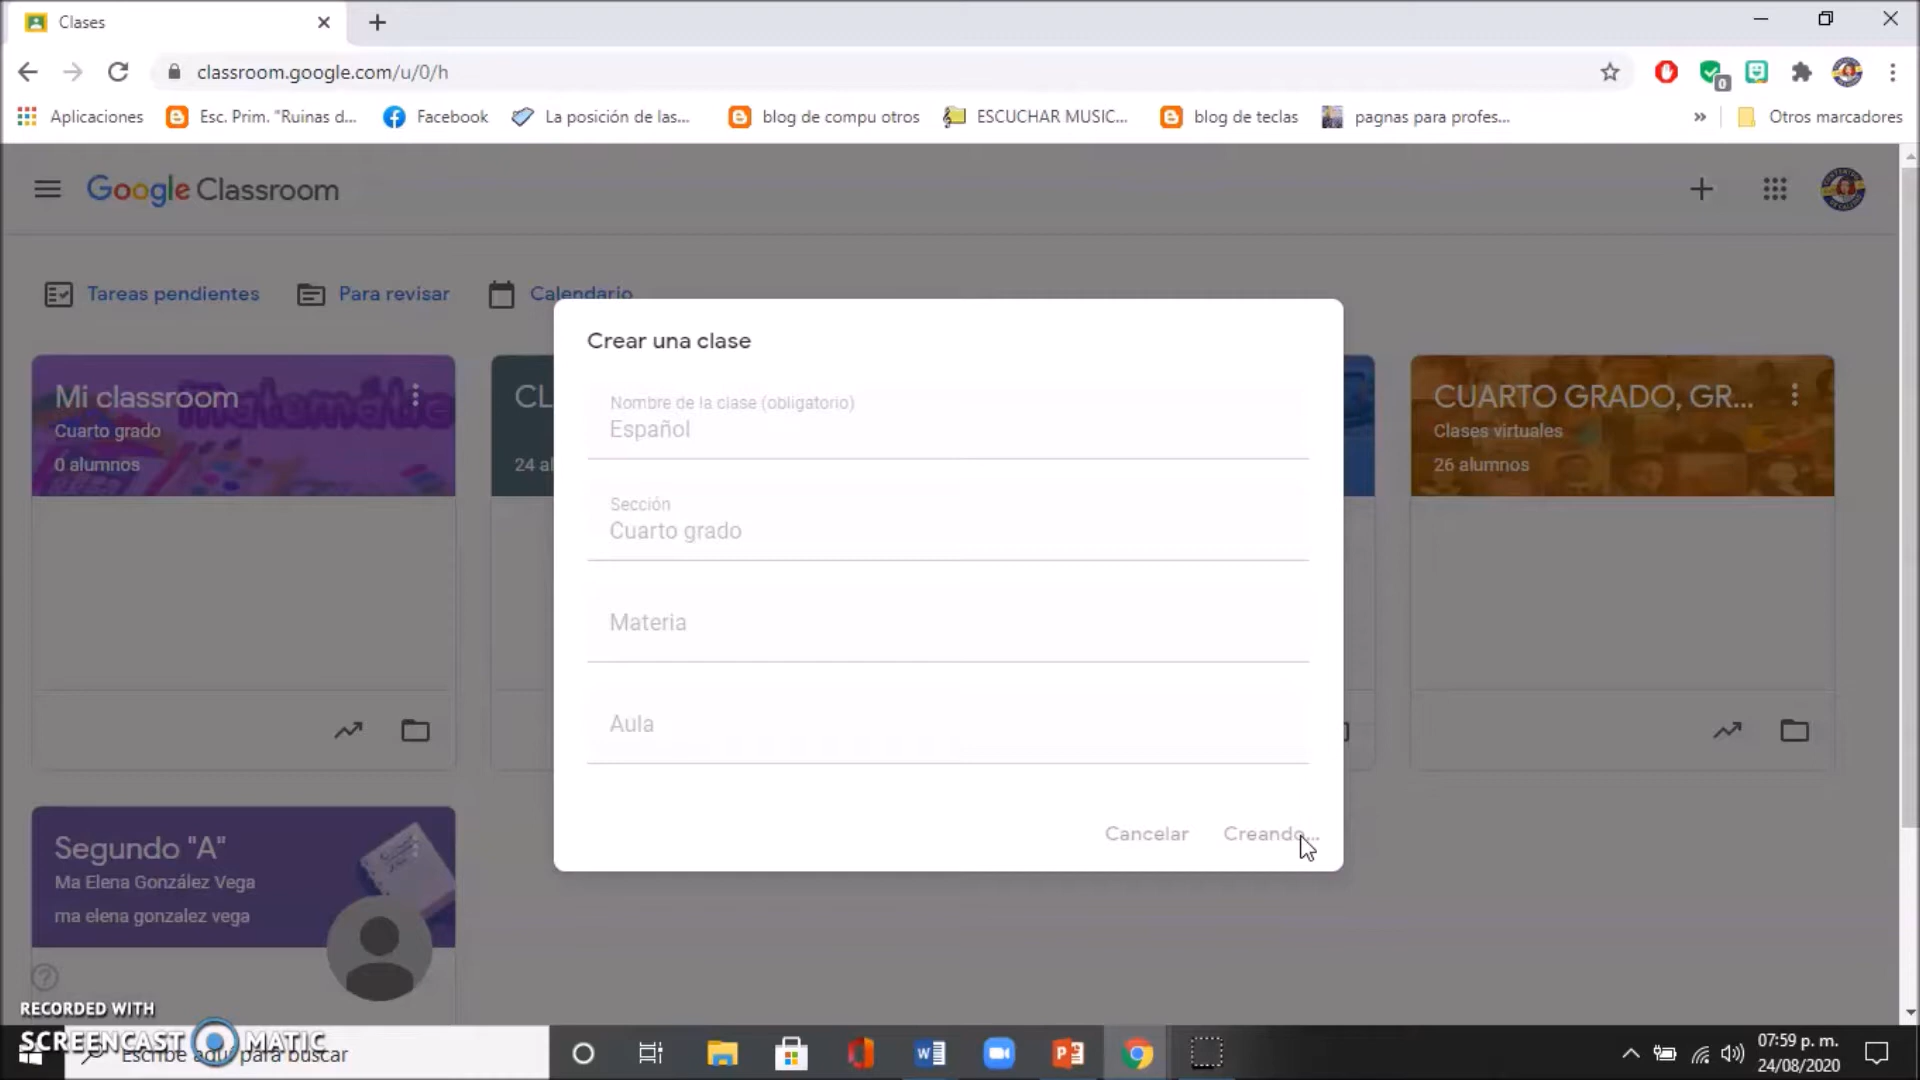 Clases
classroom.google.com/u/0/h
0
Aplicaciones
Esc. Prim. "Ruinas d...
Facebook
La posición de las...
blog de compu otros
ESCUCHAR MUSIC...
blog de teclas
pagnas para profes...
»
Otros marcadores
Google Classroom
Tareas pendientes
Para revisar
Calendario
Mi classroom
matemátic
Cuarto grado
0 alumnos
CL
24 al
CUARTO GRADO, GR...
Clases virtuales
26 alumnos
Crear una clase
Nombre de la clase (obligatorio)
Español
Sección
Cuarto grado
Materia
Aula
Cancelar
Creando...
Segundo "A"
Ma Elena González Vega
ma elena gonzalez vega
RECORDED WITH
SCREENCAST MATIC
Escribe aquí para buscar
07:59 p. m.
24/08/2020